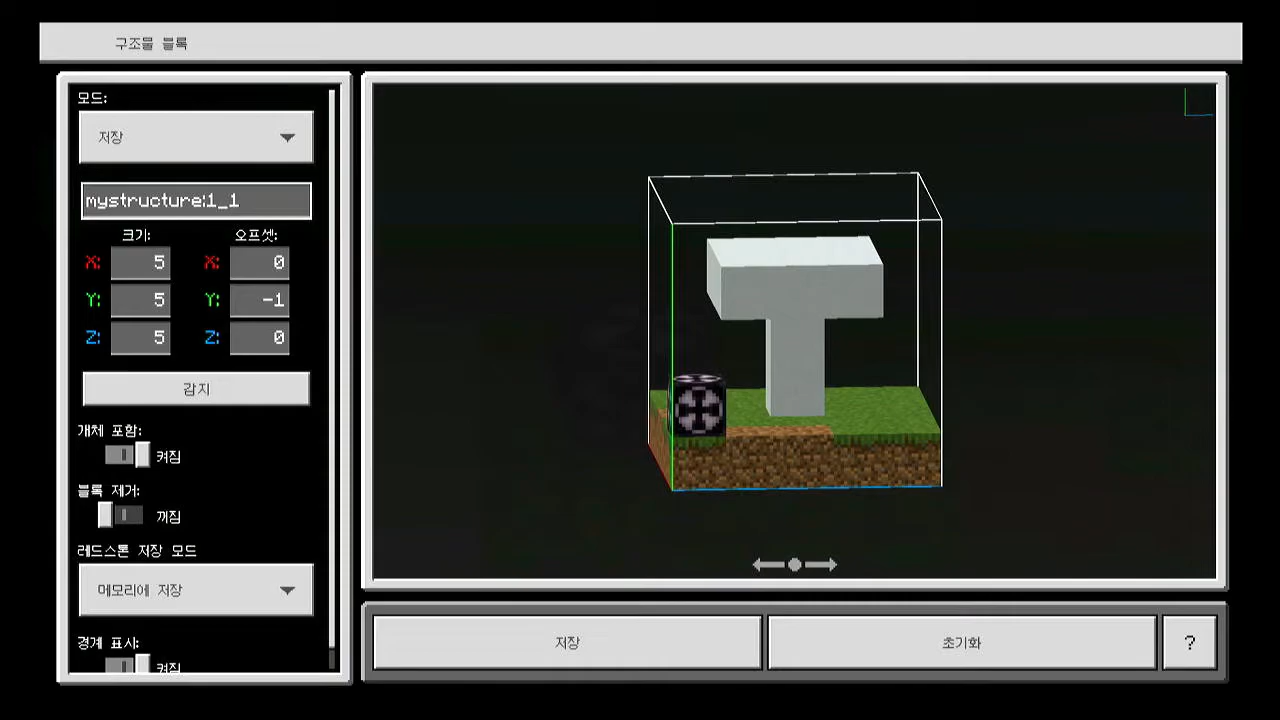 구조물 블록
모드:
저장
mystructure:1_1
크기: 오프셋:
X: 5 X: 0
Y: 5 Y: -1
Z: 5 Z: 0
감지
개체 포함:
켜짐
블록 제거:
꺼짐
레드스톤 저장 모드
메모리에 저장
경계 표시:
켜짐
저장 초기화 ?